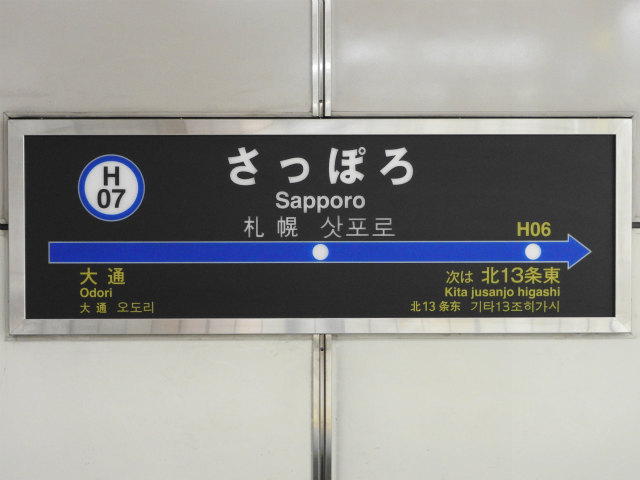 H
07
さっぽろ
Sapporo
札幌 삿포로
H06
大通
Odori
大通 오도리
次は 北13条東
Kita jusanjo higashi
北13条东 기타13조히가시